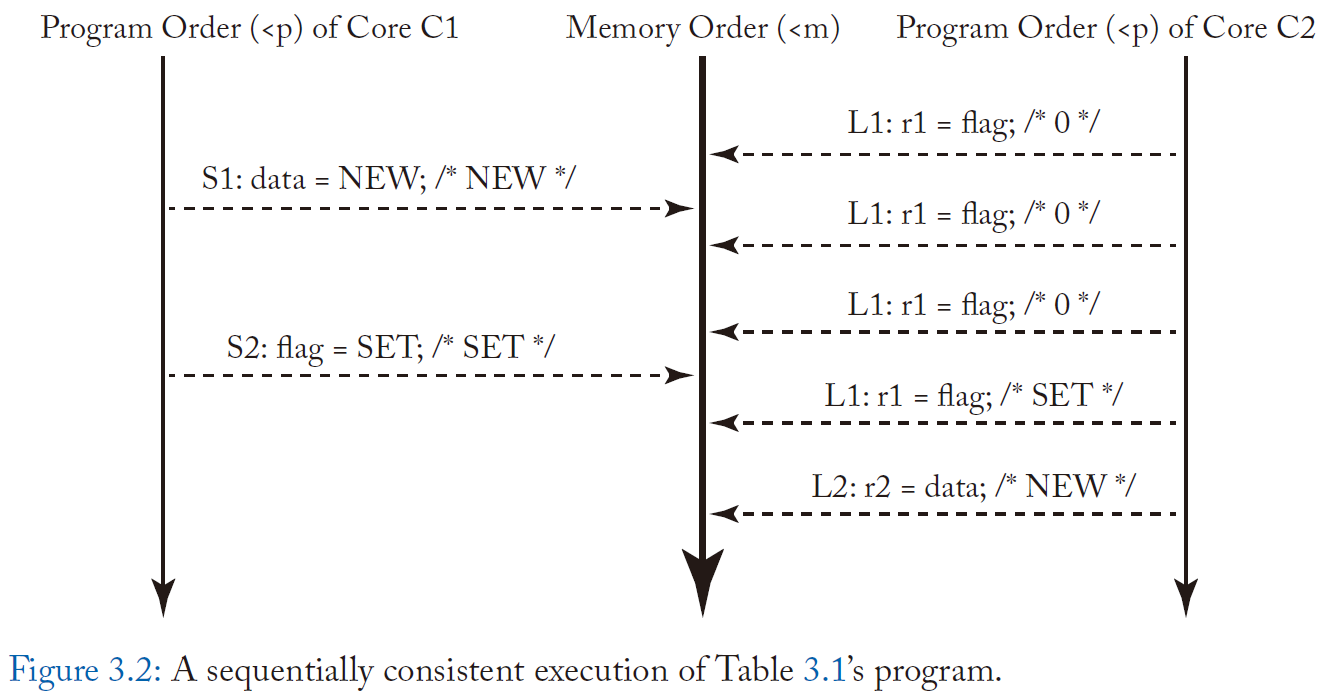 Program Order (<p) of Core C1
Memory Order (<m)
Program Order (<p) of Core C2
L1: r1 = flag; /* 0 */
S1: data = NEW; /* NEW */
L1: r1 = flag; /* 0 */
L1: r1 = flag; /* 0 */
S2: flag = SET; /* SET */
L1: r1 = flag; /* SET */
L2: r2 = data; /* NEW */
Figure 3.2: A sequentially consistent execution of Table 3.1’s program.